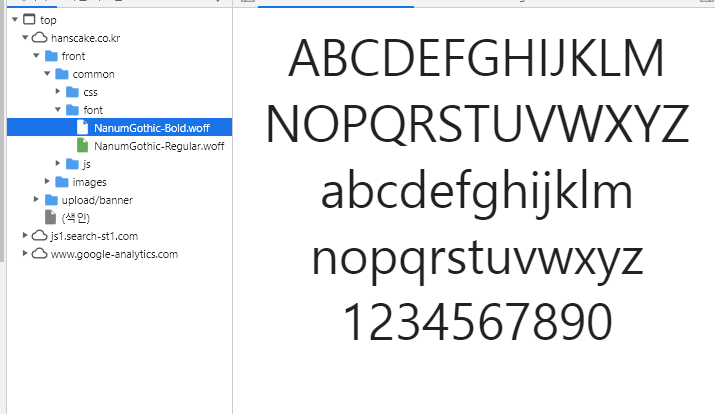 top
hanscake.co.kr
front
common
css
font
NanumGothic-Bold.woff
NanumGothic-Regular.woff
js
images
upload/banner
(색인)
js1.search-st1.com
www.google-analytics.com
ABCDEFGHIJKLM
NOPQRSTUVWXYZ
abcdefghijklm
nopqrstuvwxyz
1234567890